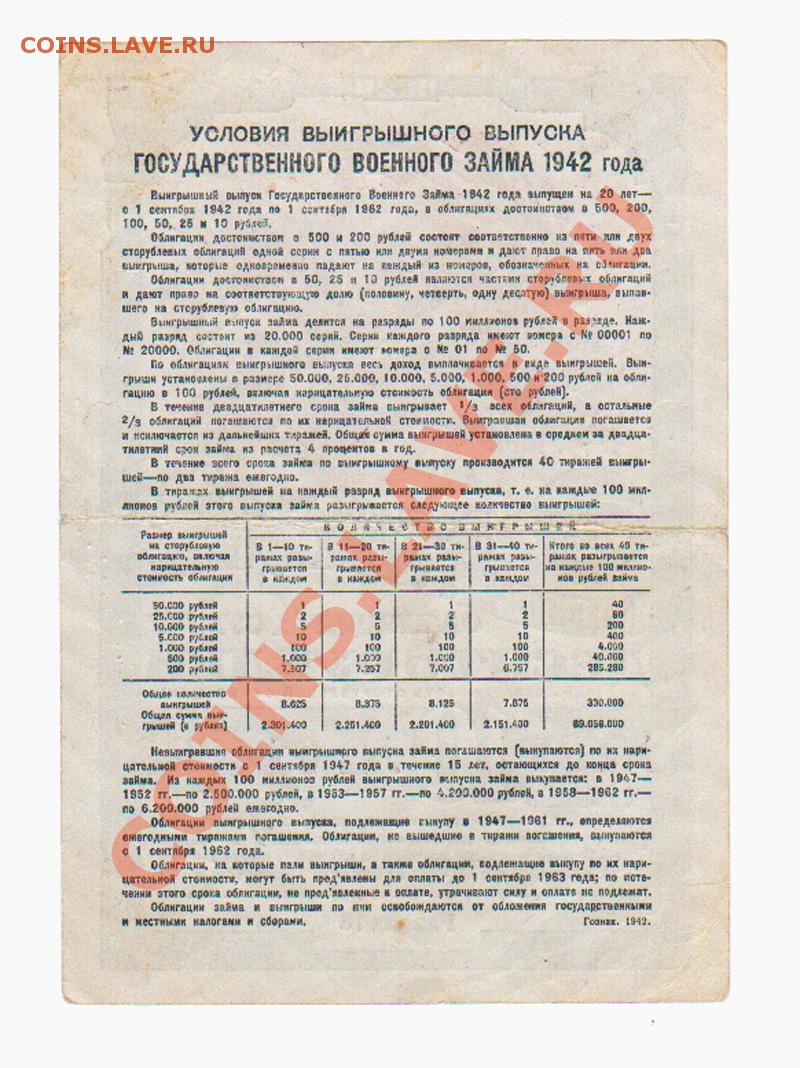 COINS.LAVE.RU
УСЛОВИЯ ВЫИГРЫШНОГО ВЫПУСКА
ГОСУДАРСТВЕННОГО ВОЕННОГО ЗАЙМА 1942 года
Выигрышный выпуск Государственного Военного Займа 1942 года выпущен на 20 лет—
с 1 сентября 1942 года по 1 сентября 1962 года, в облигациях достоинством в 500, 200,
100, 50, 25 и 10 рублей.
Облигации достоинством в 500 и 200 рублей состоят соответственно из пяти или двух
сторублевых облигаций одной серии с пятью или двумя номерами и дают право на пять или два
выигрыша, которые одновременно падают на каждый из номеров, обозначенных на облигации.
Облигации достоинством в 50, 25 и 10 рублей являются частями сторублевых облигаций
и дают право на соответствующую долю (половину, четверть, одну десятую) выигрыша, выпав-
шего на сторублевую облигацию.
Выигрышный выпуск займа делится на разряды по 100 миллионов рублей в разряде. Каж-
дый разряд состоит из 20.000 серий. Серии каждого разряда имеют номера с № 00001 по
№ 20000. Облигации в каждой серии имеют номера с № 01 по № 50.
По облигациям выигрышного выпуска весь доход выплачивается в виде выигрышей. Выи-
грыши установлены в размере 50.000, 25.000, 10.000, 5.000, 1.000, 500 и 200 рублей на обли-
гацию в 100 рублей, включая нарицательную стоимость облигации (сто рублей).
В течение двадцатилетнего срока займа выигрывает 1/3 всех облигаций, а остальные
2/3 облигаций погашаются по их нарицательной стоимости. Выигравшая облигация погашается
и исключается из дальнейших тиражей. Общая сумма выигрышей установлена в среднем за двадца-
тилетний срок займа из расчета 4 процентов в год.
В течение всего срока займа по выигрышному выпуску производится 40 тиражей выигры-
шей—по два тиража ежегодно.
В тиражах выигрышей на каждый разряд выигрышного выпуска, т. е. на каждые 100 мил-
лионов рублей этого выпуска займа разыгрывается следующее количество выигрышей:
Размер выигрышей на сторублевую облигацию, включая нарицательную стоимость облигации
КОЛИЧЕСТВО ВЫИГРЫШЕЙ
В 1—10 тиражах разыгрывается в каждом
В 11—20 тиражах разыгрывается в каждом
В 21—30 тиражах разыгрывается в каждом
В 31—40 тиражах разыгрывается в каждом
Итого во всех 40 тиражах разыгрывается на каждые 100 миллионов рублей займа
50.000 рублей 1 1 1 1 40
25.000 рублей 2 2 2 2 80
10.000 рублей 5 5 5 5 200
5.000 рублей 10 10 10 10 400
1.000 рублей 100 100 100 100 4.000
500 рублей 1.000 1.000 1.000 1.000 40.000
200 рублей 7.507 7.257 7.007 6.757 285.280
Общее количество выигрышей 8.625 8.375 8.125 7.875 330.000
Общая сумма выигрышей (в рублях) 2.301.400 2.251.400 2.201.400 2.151.400 89.056.000
Невыигравшие облигации выигрышного выпуска займа погашаются (выкупаются) по их нари-
цательной стоимости с 1 сентября 1947 года в течение 15 лет, остающихся до конца срока
займа. Из каждых 100 миллионов рублей выигрышного выпуска займа выкупается: в 1947—
1952 гг.—по 2.500.000 рублей, в 1953—1957 гг.—по 4.200.000 рублей, в 1958—1962 гг.—
по 6.200.000 рублей ежегодно.
Облигации выигрышного выпуска, подлежащие выкупу в 1947—1961 гг., определяются
ежегодными тиражами погашения. Облигации, не вышедшие в тиражи погашения, выкупаются
с 1 сентября 1962 года.
Облигации, на которые пали выигрыши, а также облигации, подлежащие выкупу по их нари-
цательной стоимости, могут быть пред'явлены для оплаты до 1 сентября 1963 года; по исте-
чении этого срока облигации, не пред'явленные к оплате, утрачивают силу и оплате не подлежат.
Облигации займа и выигрыши по ним освобождаются от обложения государственными
и местными налогами и сборами.
Гознак. 1942.
COINS.LAVE.RU